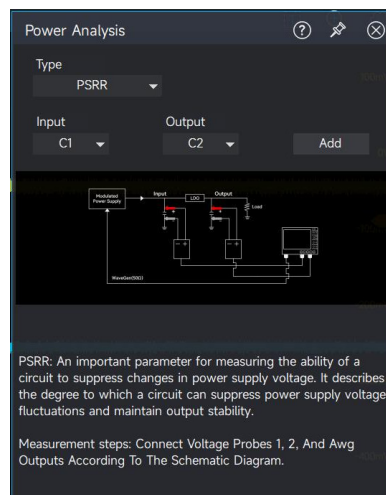 Power Analysis
Type
PSRR
Input Output
C1 C2 Add
Modulated
Power Supply
Input LDO Output
Load
WaveGen(50Ω)
PSRR: An important parameter for measuring the ability of a
circuit to suppress changes in power supply voltage. It describes
the degree to which a circuit can suppress power supply voltage
fluctuations and maintain output stability.
Measurement steps: Connect Voltage Probes 1, 2, And Awg
Outputs According To The Schematic Diagram.